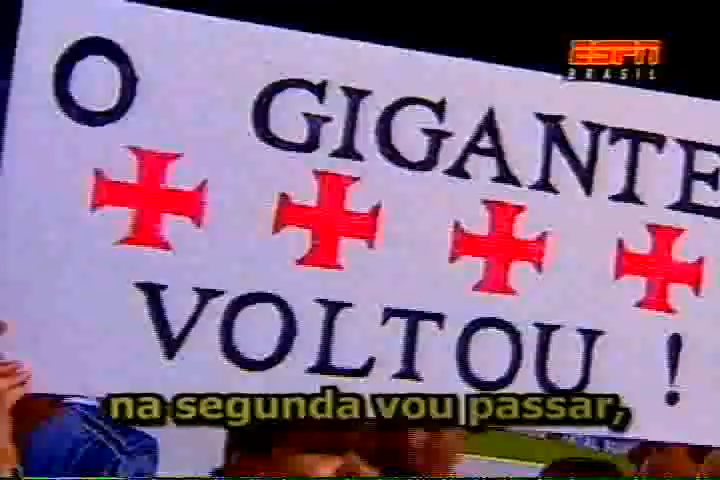 ESPN
BRASIL
O GIGANTE
VOLTOU !
na segunda vou passar,